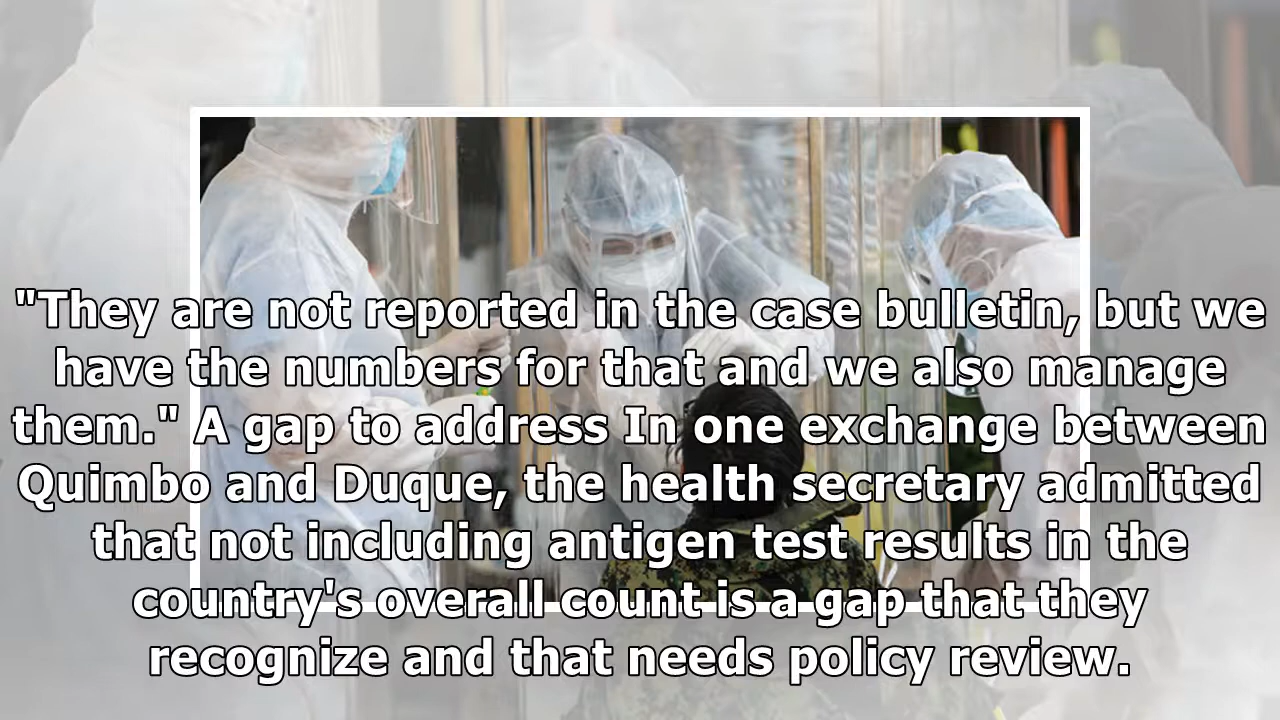 "They are not reported in the case bulletin, but we
have the numbers for that and we also manage
them." A gap to address In one exchange between
Quimbo and Duque, the health secretary admitted
that not including antigen test results in the
country's overall count is a gap that they
recognize and that needs policy review.